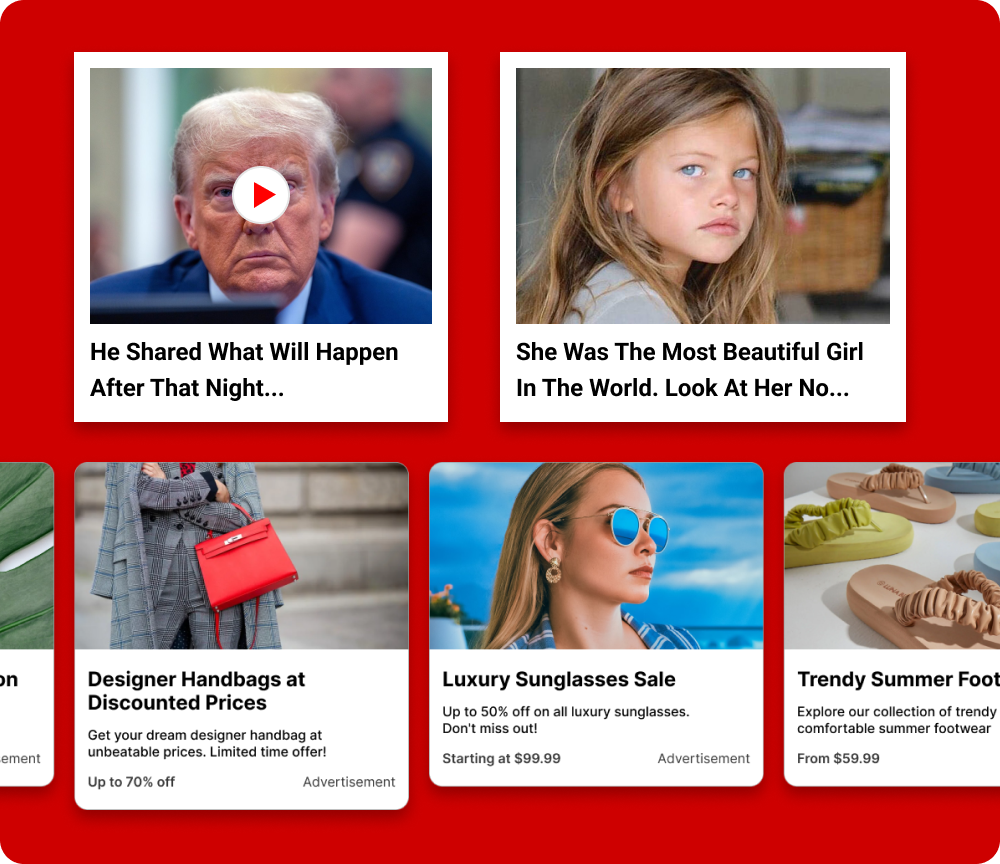 He Shared What Will Happen
After That Night...
She Was The Most Beautiful Girl
In The World. Look At Her No...
on
ement
Designer Handbags at
Discounted Prices
Get your dream designer handbag at
unbeatable prices. Limited time offer!
Up to 70% off
Advertisement
Luxury Sunglasses Sale
Up to 50% off on all luxury sunglasses.
Don't miss out!
Starting at $99.99
Advertisement
Trendy Summer Foot
Explore our collection of trendy
comfortable summer footwear
From $59.99